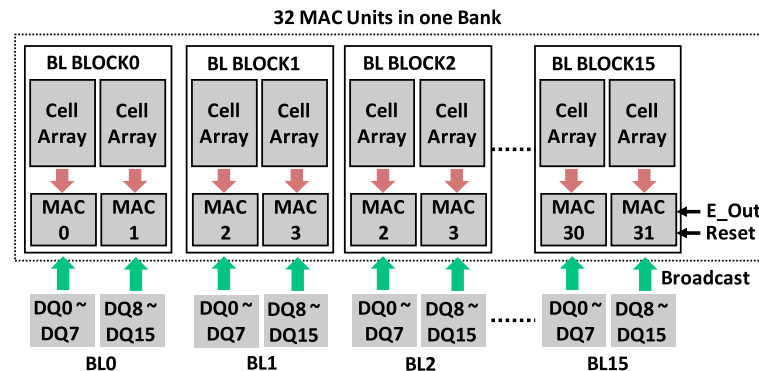 32 MAC Units in one Bank
BL BLOCK0
BL BLOCK1
BL BLOCK2
BL BLOCK15
Cell
Array
Cell
Array
Cell
Array
Cell
Array
Cell
Array
Cell
Array
Cell
Array
Cell
Array
MAC
0
MAC
1
MAC
2
MAC
3
MAC
2
MAC
3
MAC
30
MAC
31
E_Out
Reset
Broadcast
DQ0 ~
DQ7
DQ8 ~
DQ15
DQ0 ~
DQ7
DQ8 ~
DQ15
DQ0 ~
DQ7
DQ8 ~
DQ15
DQ0 ~
DQ7
DQ8 ~
DQ15
BL0
BL1
BL2
BL15